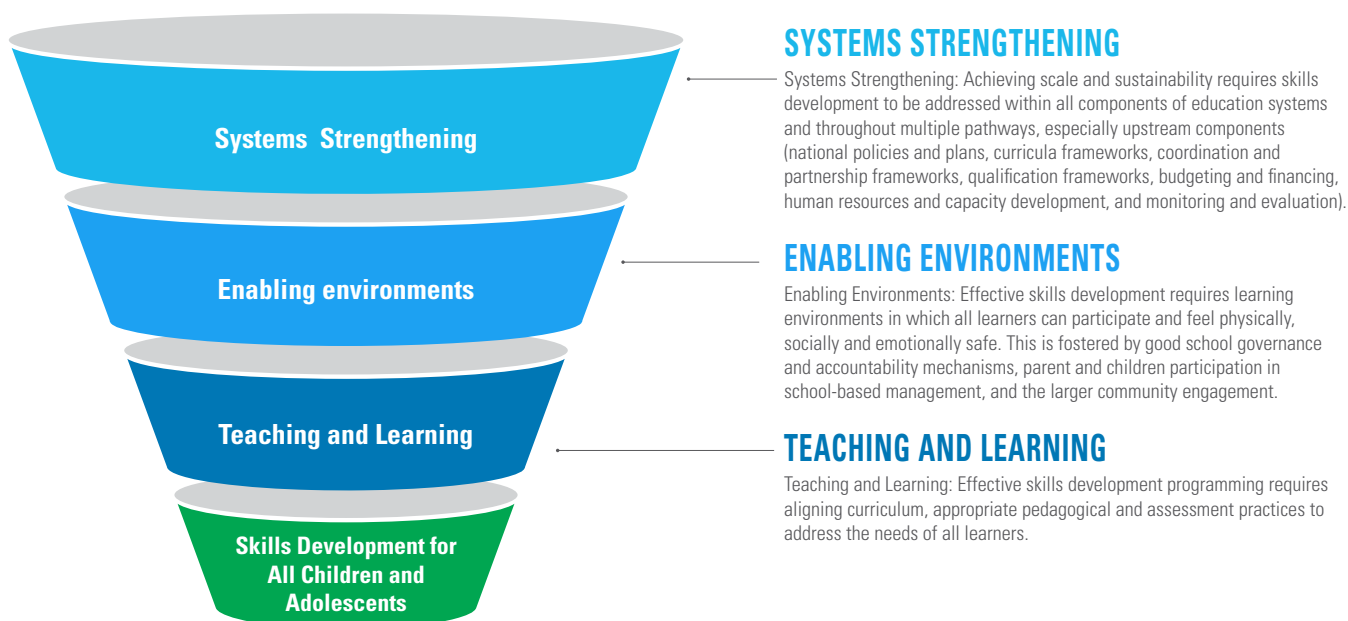 Systems Strengthening
Enabling environments
Teaching and Learning
Skills Development for
All Children and
Adolescents
SYSTEMS STRENGTHENING
Systems Strengthening: Achieving scale and sustainability requires skills
development to be addressed within all components of education systems
and throughout multiple pathways, especially upstream components
(national policies and plans, curricula frameworks, coordination and
partnership frameworks, qualification frameworks, budgeting and financing,
human resources and capacity development, and monitoring and evaluation).
ENABLING ENVIRONMENTS
Enabling Environments: Effective skills development requires learning
environments in which all learners can participate and feel physically,
socially and emotionally safe. This is fostered by good school governance
and accountability mechanisms, parent and children participation in
school-based management, and the larger community engagement.
TEACHING AND LEARNING
Teaching and Learning: Effective skills development programming requires
aligning curriculum, appropriate pedagogical and assessment practices to
address the needs of all learners.